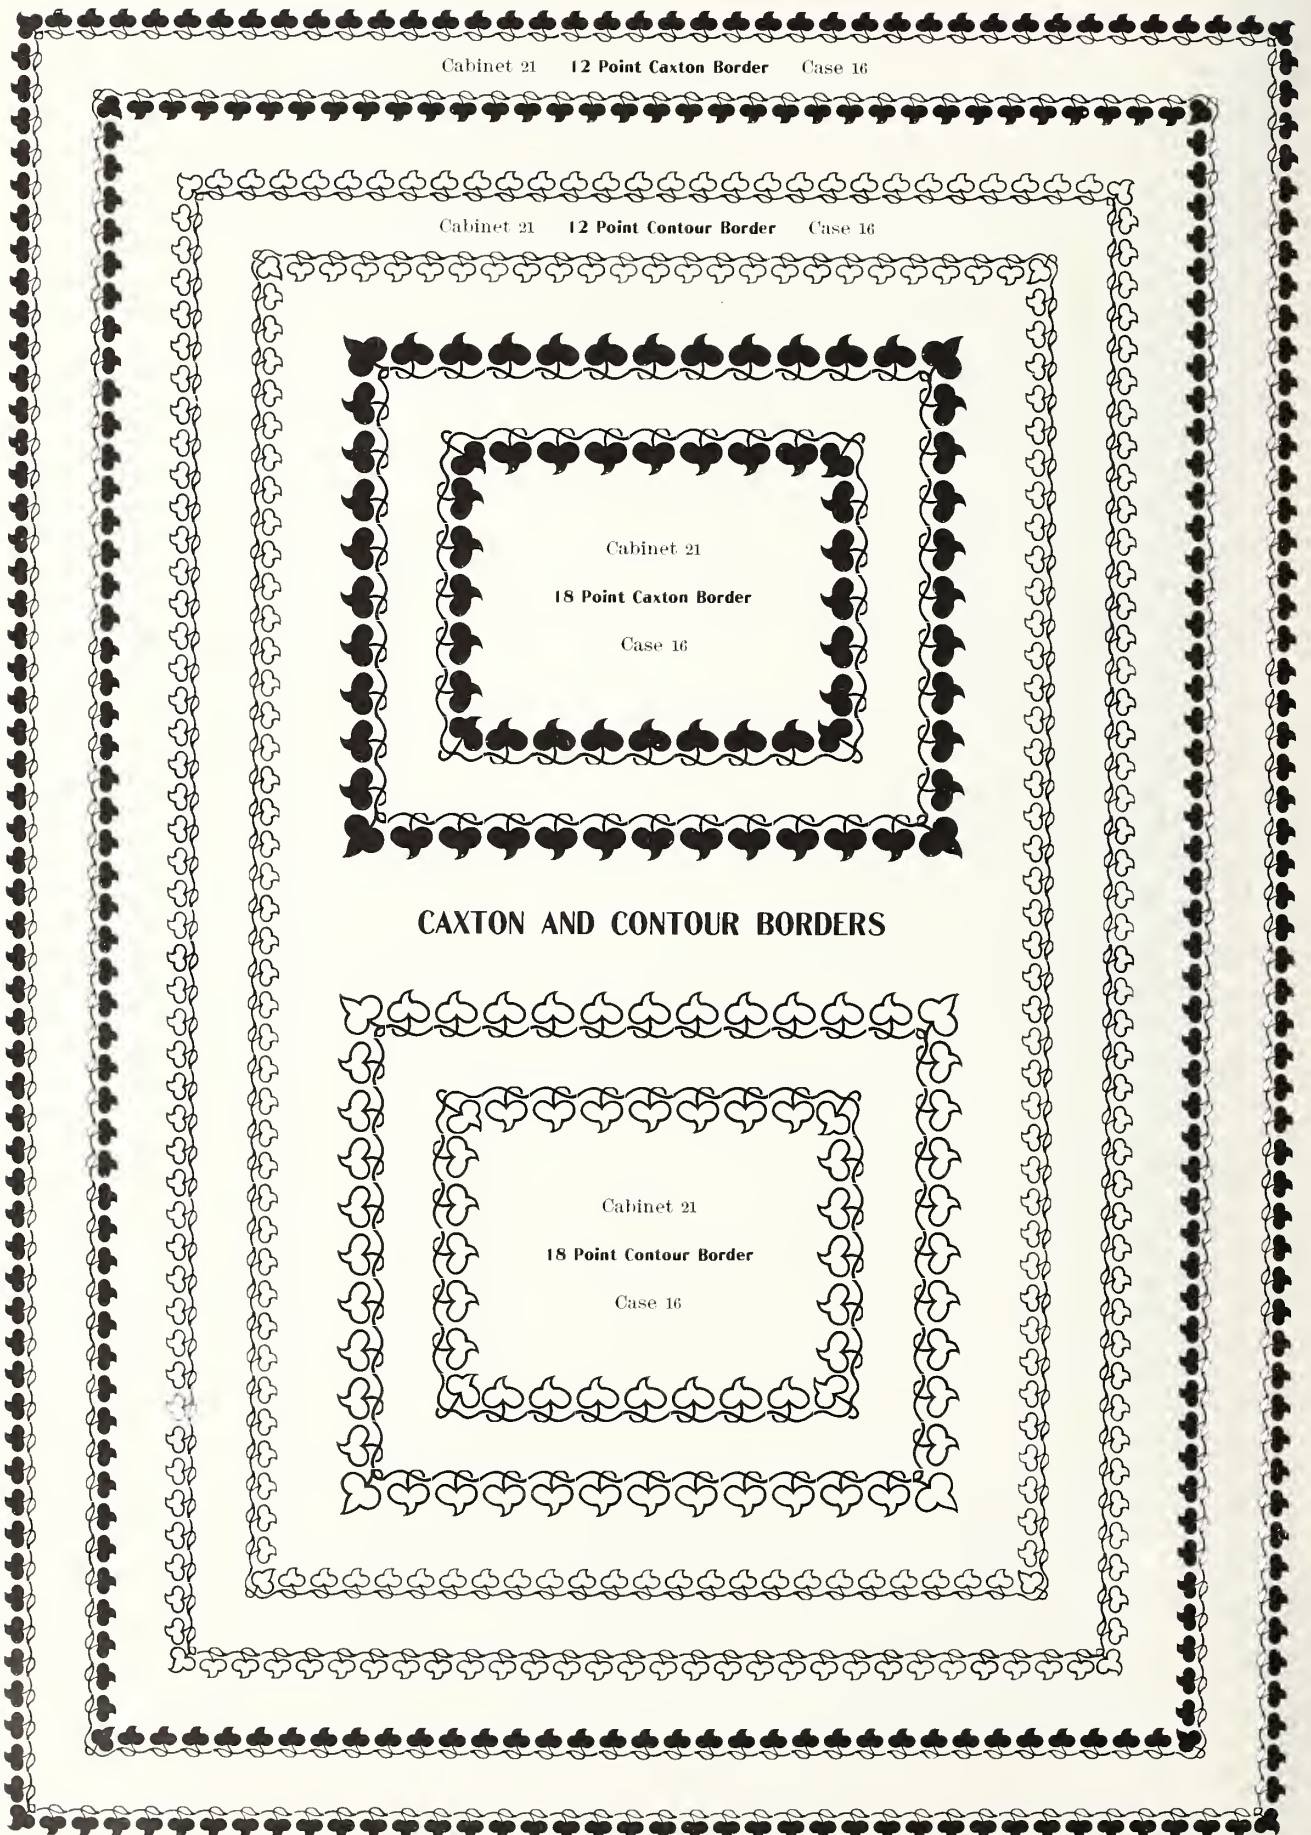 Cabinet 21 12 Point Caxton Border Case 16
Cabinet 21 12 Point Contour Border Case 16
Cabinet 21
18 Point Caxton Border
Case 16
CAXTON AND CONTOUR BORDERS
Cabinet 21
18 Point Contour Border
Case 16